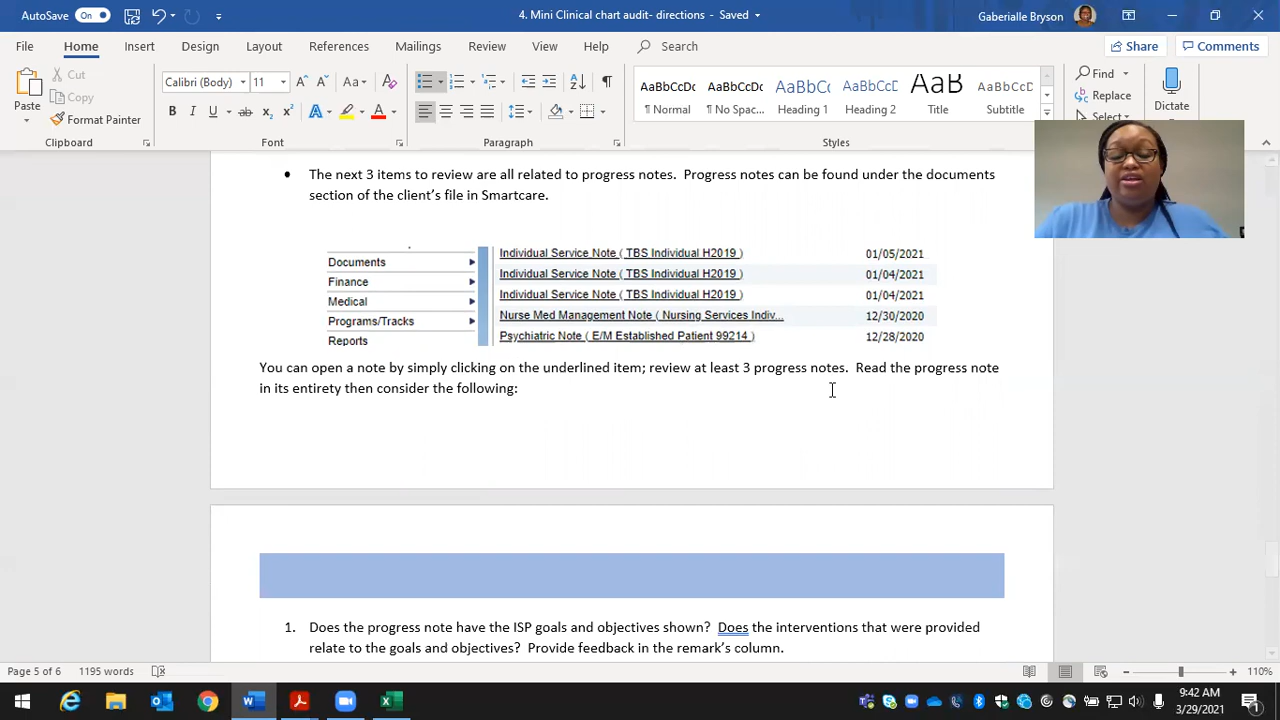 AutoSave On 4. Mini Clinical chart audit- directions - Saved Gaberialle Bryson
File Home Insert Design Layout References Mailings Review View Help Search Share Comments
Paste Cut Copy Format Painter
Calibri (Body) 11
AaBbCcDc AaBbCcDc AaBbCc AaBbCcD AaB AaBbCcD
¶ Normal ¶ No Spac... Heading 1 Heading 2 Title Subtitle
Find Replace Select Dictate
Clipboard Font Paragraph Styles
• The next 3 items to review are all related to progress notes. Progress notes can be found under the documents
section of the client's file in Smartcare.
Individual Service Note ( TBS Individual H2019 ) 01/05/2021
Documents
Individual Service Note ( TBS Individual H2019 ) 01/04/2021
Finance
Individual Service Note ( TBS Individual H2019 ) 01/04/2021
Medical
Nurse Med Management Note ( Nursing Services Indiv... 12/30/2020
Programs/Tracks
Psychiatric Note ( E/M Established Patient 99214 ) 12/28/2020
Reports
You can open a note by simply clicking on the underlined item; review at least 3 progress notes. Read the progress note
in its entirety then consider the following:
1. Does the progress note have the ISP goals and objectives shown? Does the interventions that were provided
relate to the goals and objectives? Provide feedback in the remark's column.
Page 5 of 6 1195 words 110%
9:42 AM
3/29/2021